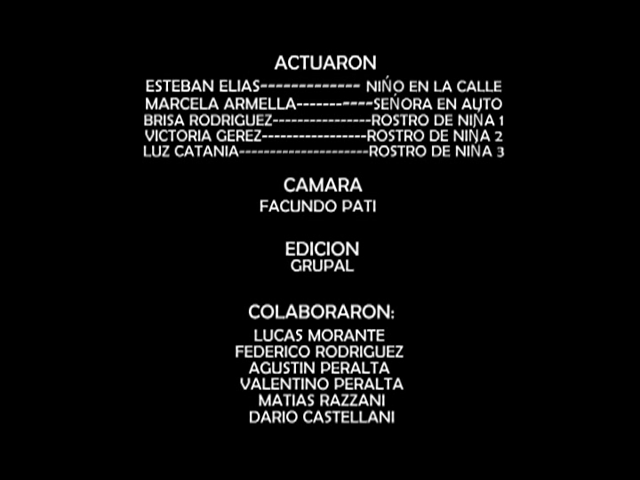 ACTUARON
ESTEBAN ELIAS------------- NIÑO EN LA CALLE
MARCELA ARMELLA-----------SEÑORA EN AUTO
BRISA RODRIGUEZ----------------ROSTRO DE NIÑA 1
VICTORIA GEREZ-----------------ROSTRO DE NIÑA 2
LUZ CATANIA---------------------ROSTRO DE NIÑA 3
CAMARA
FACUNDO PATI
EDICION
GRUPAL
COLABORARON:
LUCAS MORANTE
FEDERICO RODRIGUEZ
AGUSTIN PERALTA
VALENTINO PERALTA
MATIAS RAZZANI
DARIO CASTELLANI